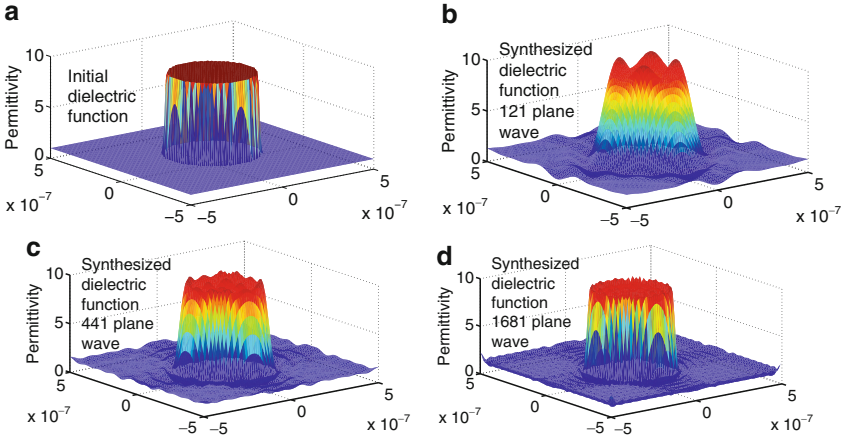 a
10
5
0
Permittivity
Initial
dielectric
function
5
0
−5
x 10⁻⁷
−5
0
5
x 10⁻⁷
b
10
5
0
Permittivity
Synthesized
dielectric
function
121 plane
wave
5
0
−5
x 10⁻⁷
−5
0
5
x 10⁻⁷
c
10
5
0
Permittivity
Synthesized
dielectric
function
441 plane
wave
5
0
−5
x 10⁻⁷
−5
0
5
x 10⁻⁷
d
10
5
0
Permittivity
Synthesized
dielectric
function
1681 plane
wave
5
0
−5
x 10⁻⁷
−5
0
5
x 10⁻⁷